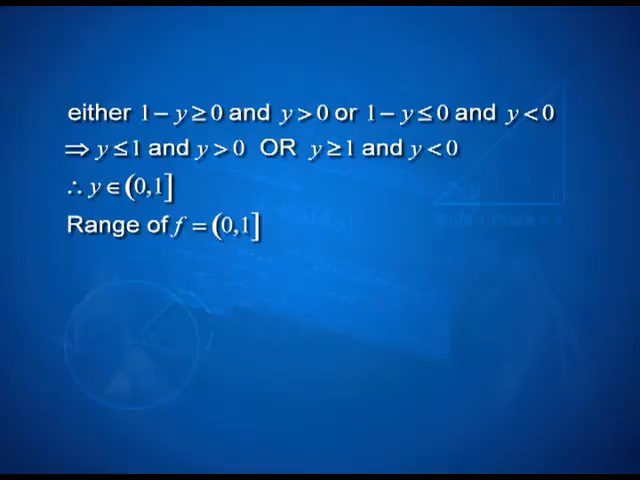 either 1 − y ≥ 0 and y > 0 or 1 − y ≤ 0 and y < 0
⇒ y ≤ 1 and y > 0 OR y ≥ 1 and y < 0
∴ y ∈ (0,1]
Range of f = (0,1]